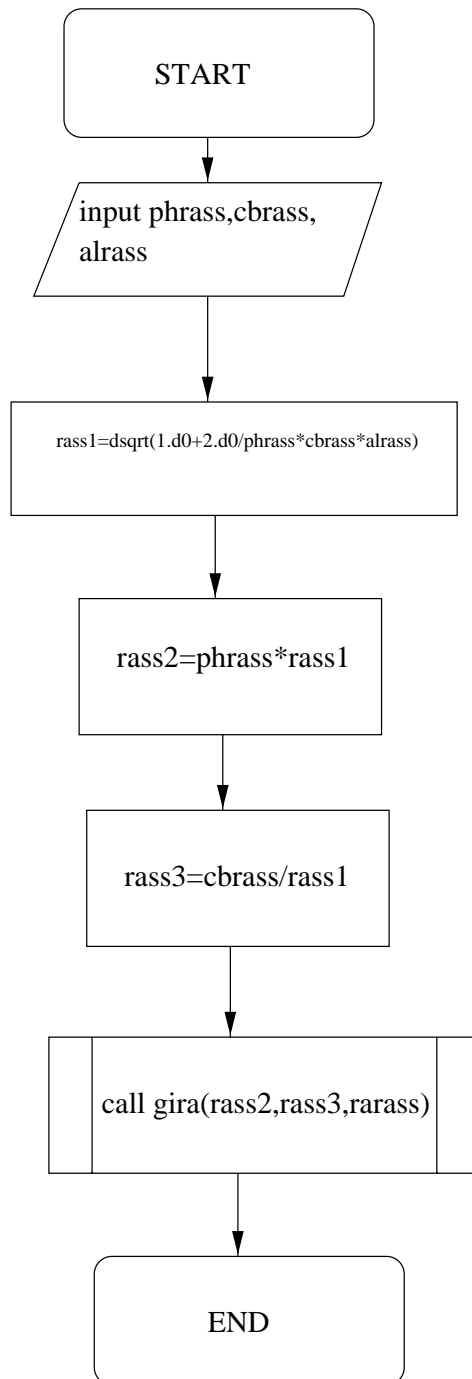 START
input phrass,cbrass,
alrass
rass1=dsqrt(1.d0+2.d0/phrass*cbrass*alrass)
rass2=phrass*rass1
rass3=cbrass/rass1
call gira(rass2,rass3,rarass)
END